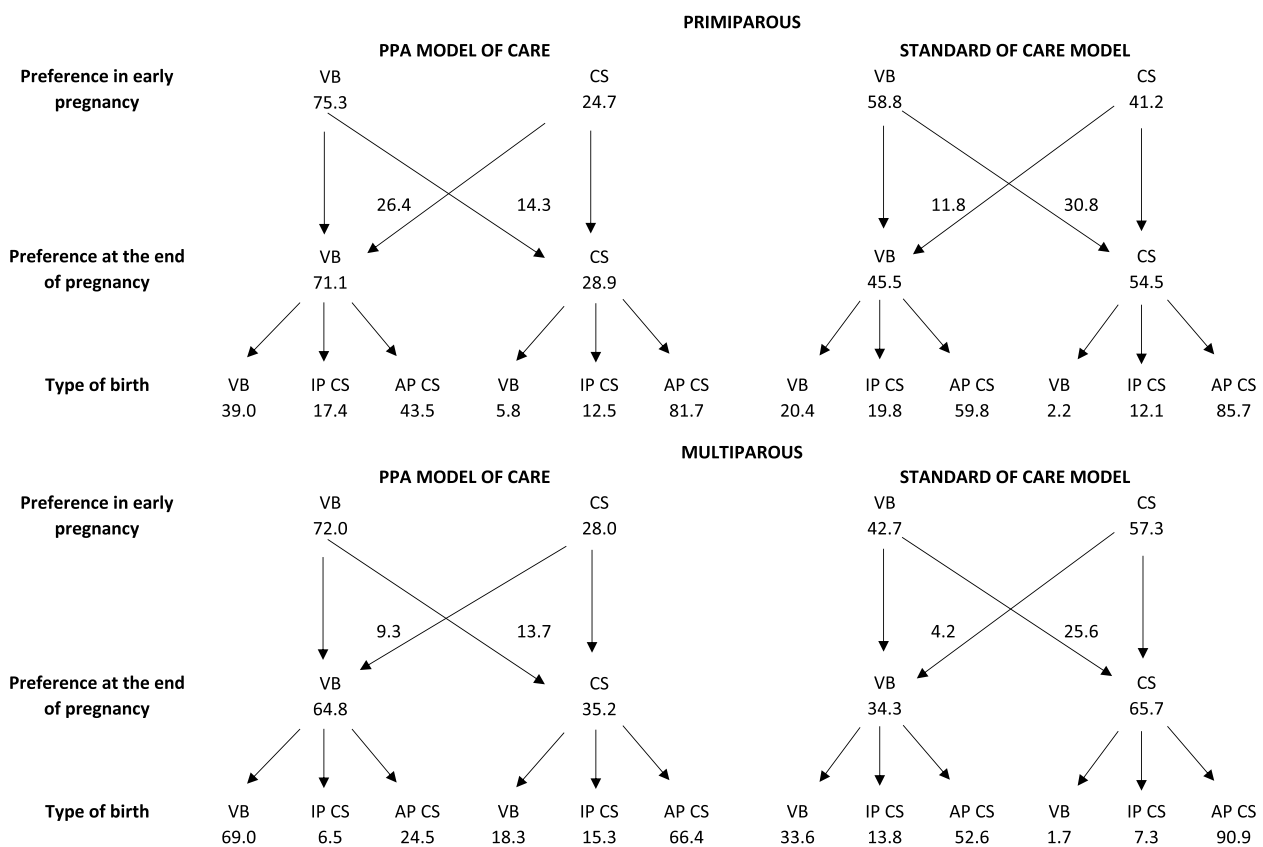 PRIMIPAROUS
PPA MODEL OF CARE STANDARD OF CARE MODEL
Preference in early VB CS VB CS
pregnancy 75.3 24.7 58.8 41.2
26.4 14.3 11.8 30.8
Preference at the end VB CS VB CS
of pregnancy 71.1 28.9 45.5 54.5
Type of birth VB IP CS AP CS VB IP CS AP CS VB IP CS AP CS VB IP CS AP CS
39.0 17.4 43.5 5.8 12.5 81.7 20.4 19.8 59.8 2.2 12.1 85.7
MULTIPAROUS
PPA MODEL OF CARE STANDARD OF CARE MODEL
Preference in early VB CS VB CS
pregnancy 72.0 28.0 42.7 57.3
9.3 13.7 4.2 25.6
Preference at the end VB CS VB CS
of pregnancy 64.8 35.2 34.3 65.7
Type of birth VB IP CS AP CS VB IP CS AP CS VB IP CS AP CS VB IP CS AP CS
69.0 6.5 24.5 18.3 15.3 66.4 33.6 13.8 52.6 1.7 7.3 90.9